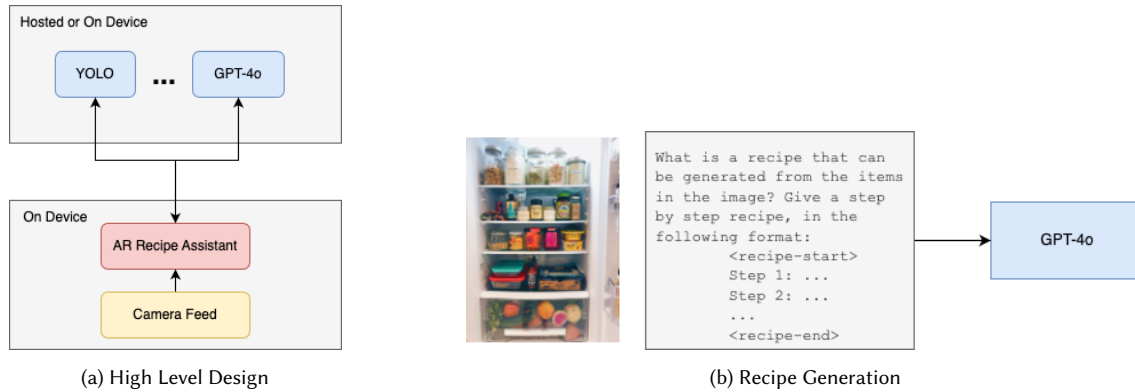 Hosted or On Device
YOLO
...
GPT-4o
On Device
AR Recipe Assistant
Camera Feed
(a) High Level Design
What is a recipe that can
be generated from the items
in the image? Give a step
by step recipe, in the
following format:
<recipe-start>
Step 1: ...
Step 2: ...
...
<recipe-end>
GPT-4o
(b) Recipe Generation